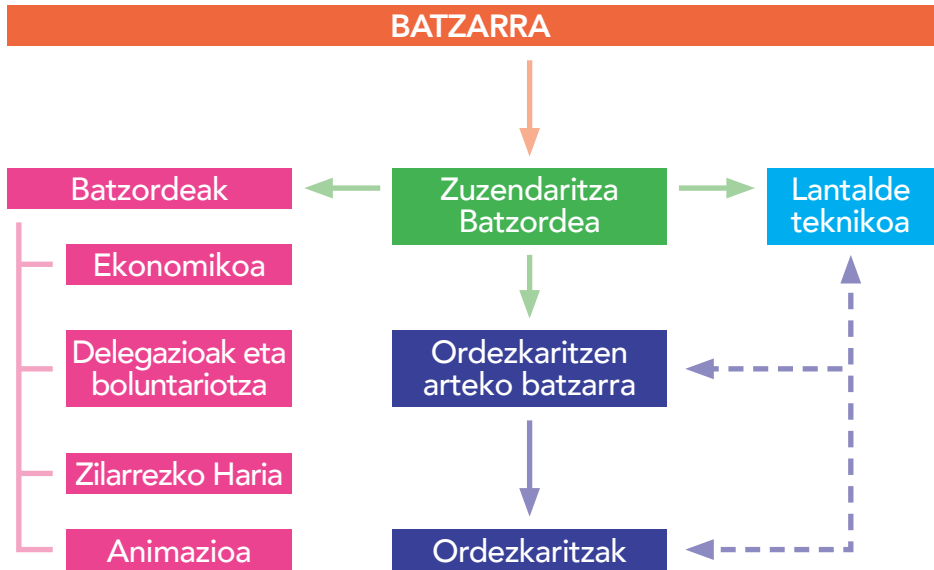 BATZARRA
Batzordeak
Zuzendaritza
Batzordea
Lantalde
teknikoa
Ekonomikoa
Delegazioak eta
boluntariotza
Ordezkaritzen
arteko batzarra
Zilarrezko Haria
Animazioa
Ordezkaritzak